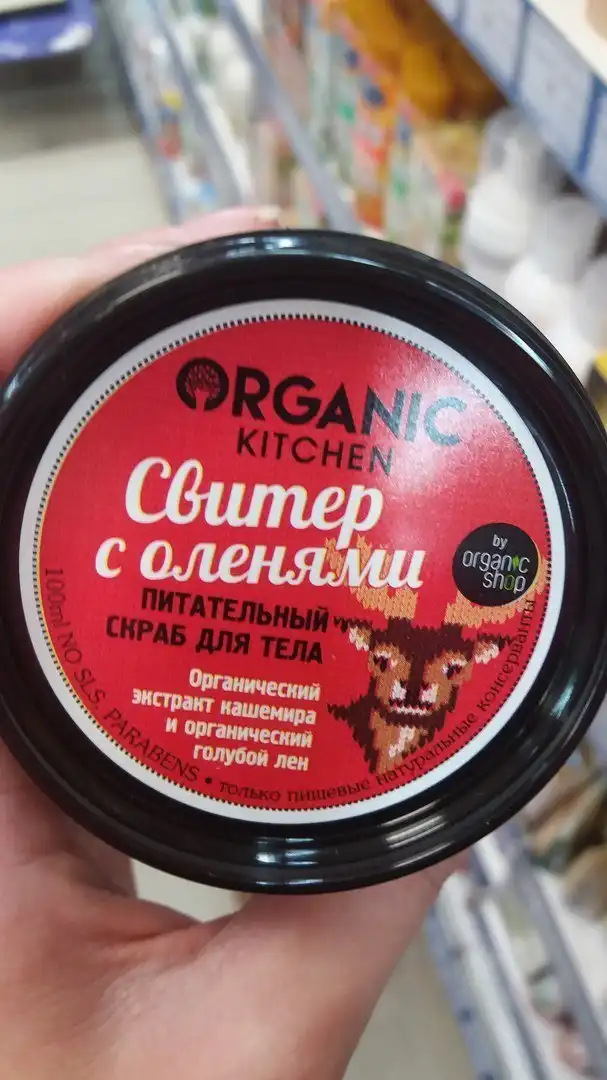 ORGANIC
KITCHEN
Свитер
с оленями
by
organic
shop
ПИТАТЕЛЬНЫЙ
СКРАБ ДЛЯ ТЕЛА
Органический
экстракт кашемира
и органический
голубой лен
100ml NO SLS, PARABENS • только пищевые натуральные консерванты